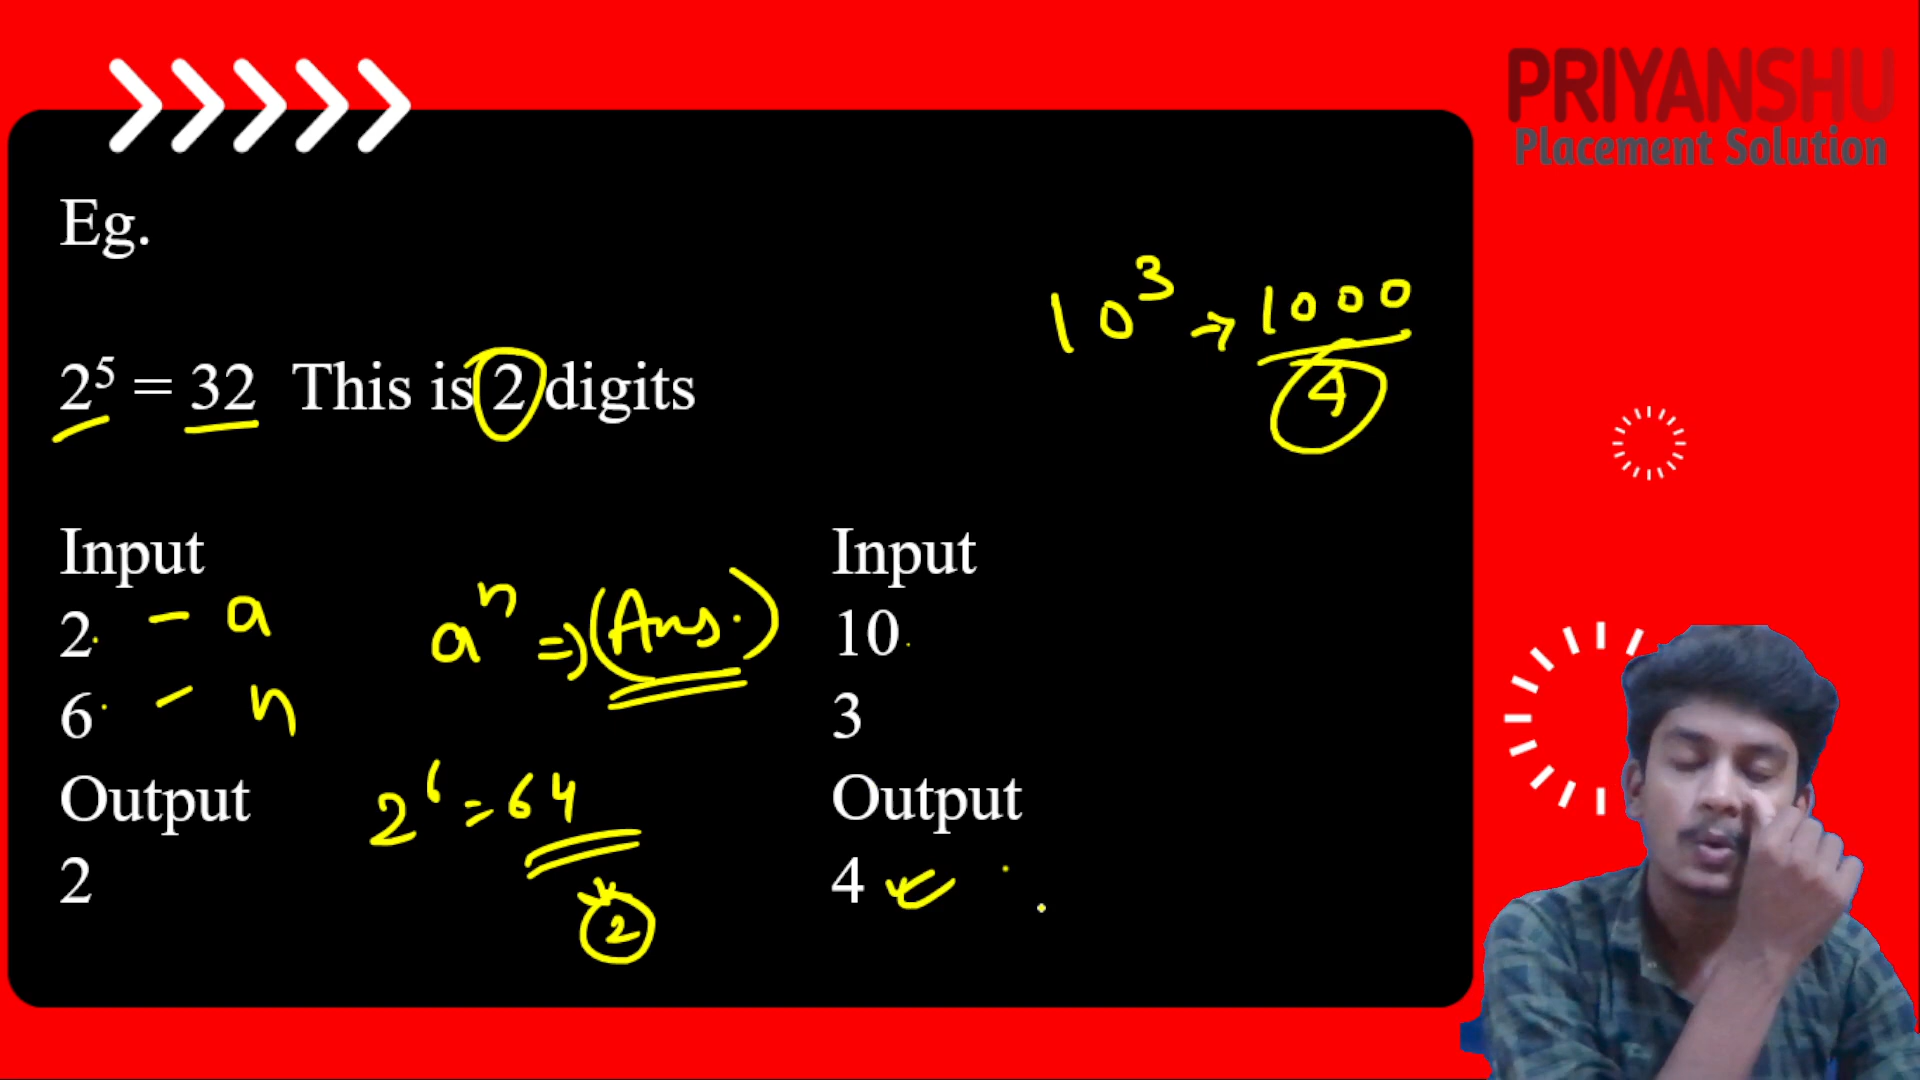 PRIYANSHU
Placement Solution
Eg.
10³ → 1000
4
2⁵ = 32 This is 2 digits
Input
2 - a
6 - n
Output
2
aⁿ ⇒ (Ans.)
2⁶ = 64
2
Input
10
3
Output
4